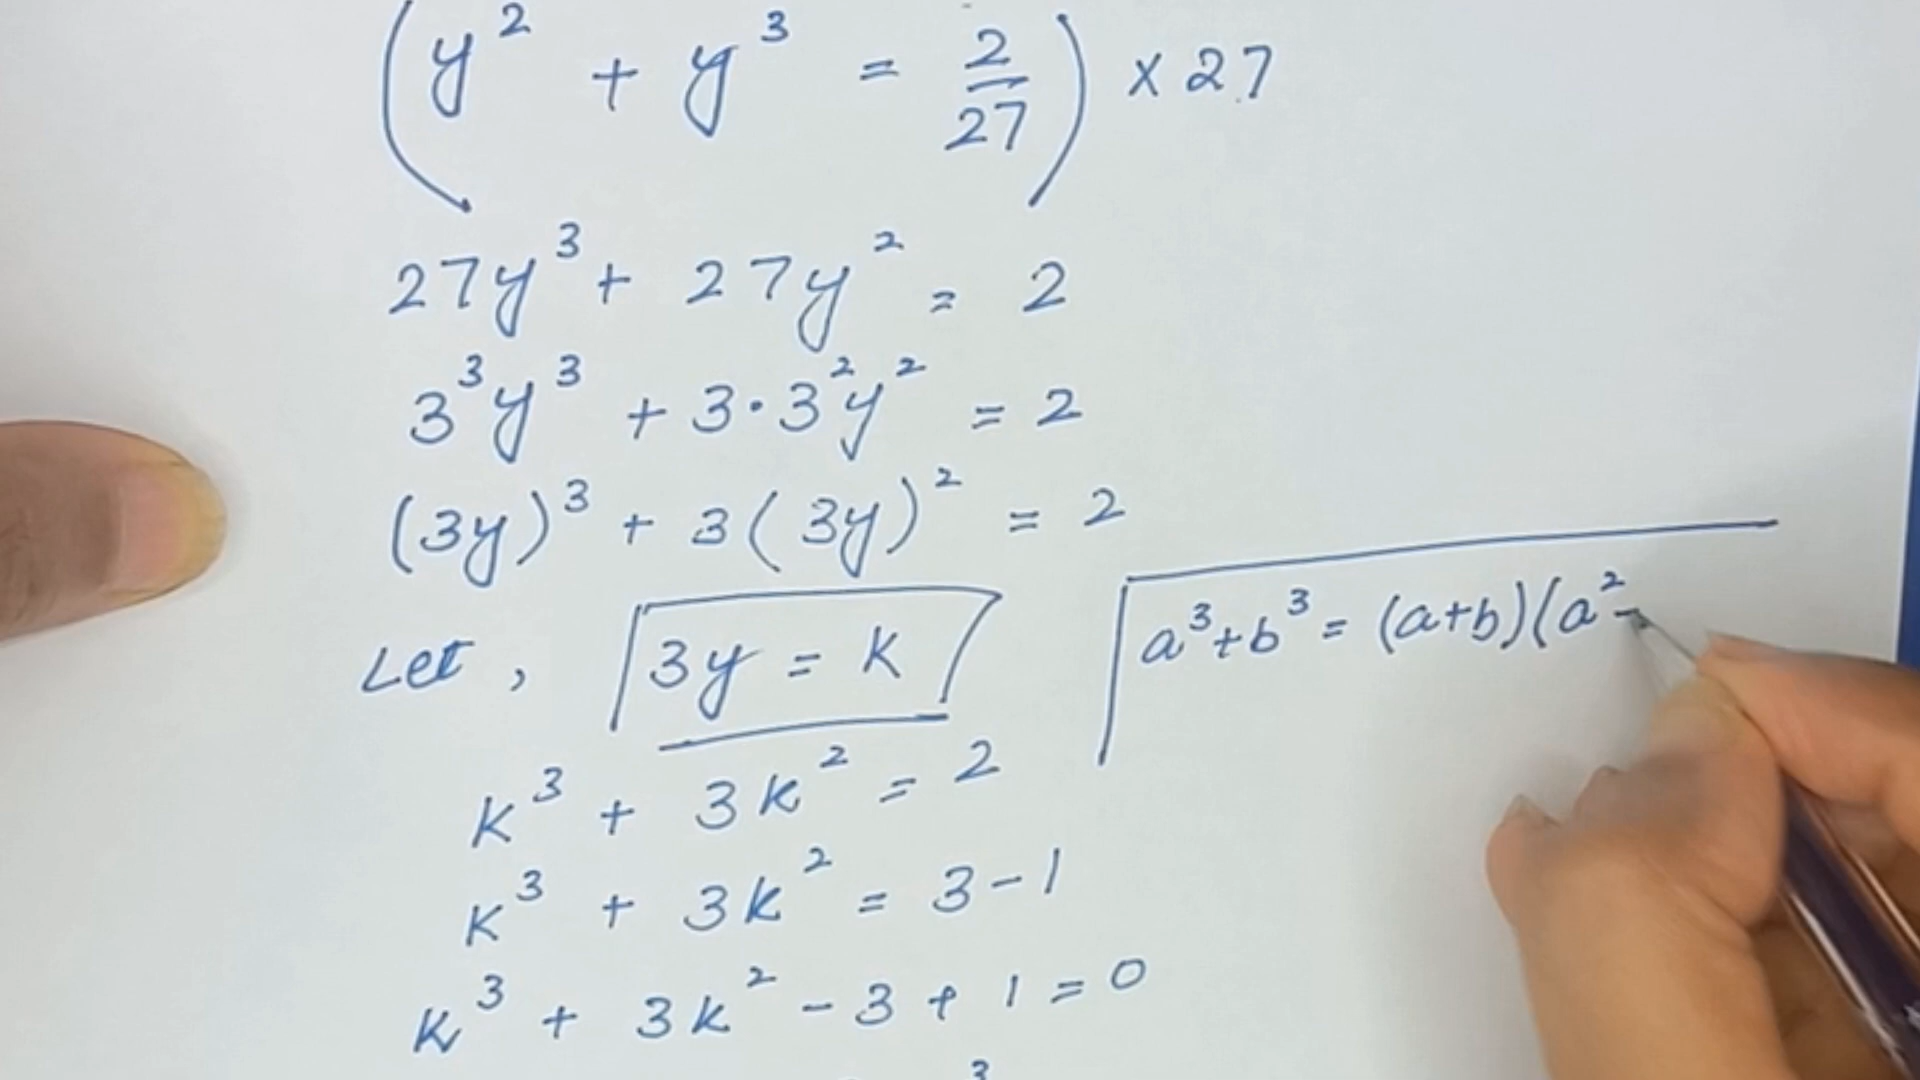 (y² + y³ = 2/27) × 27
27y³ + 27y² = 2
3³y³ + 3·3²y² = 2
(3y)³ + 3(3y)² = 2
Let, 3y = K
a³+b³ = (a+b)(a² -
K³ + 3K² = 2
K³ + 3K² = 3-1
K³ + 3K² - 3 + 1 = 0
3